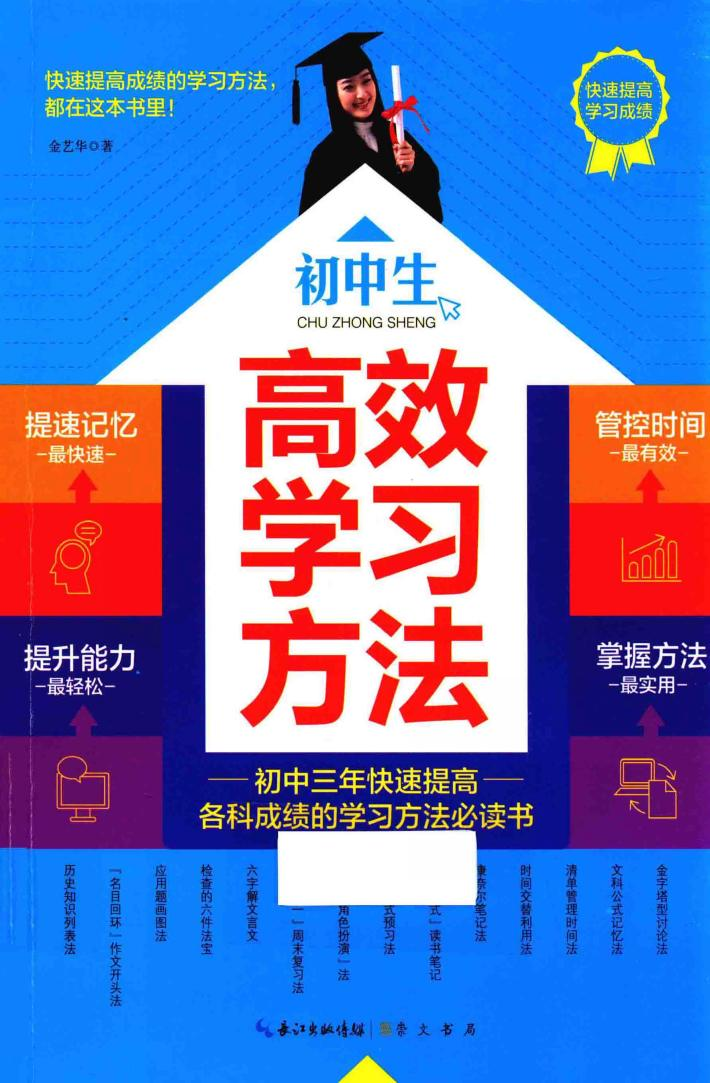 快速提高成绩的学习方法，
都在这本书里！
金艺华◎著
快速提高
学习成绩
初中生
CHU ZHONG SHENG
高效
学习
方法
提速记忆
-最快速-
管控时间
-最有效-
提升能力
-最轻松-
掌握方法
-最实用-
初中三年快速提高
各科成绩的学习方法必读书
金字塔型讨论法
文科公式记忆法
清单管理时间法
时间交替利用法
康奈尔笔记法
式”读书笔记
式预习法
角色扮演”法
一”周末复习法
六字解文言文
检查的六件法宝
应用题画图法
“名目回环”作文开头法
历史知识列表法
长江出版传媒
崇文书局